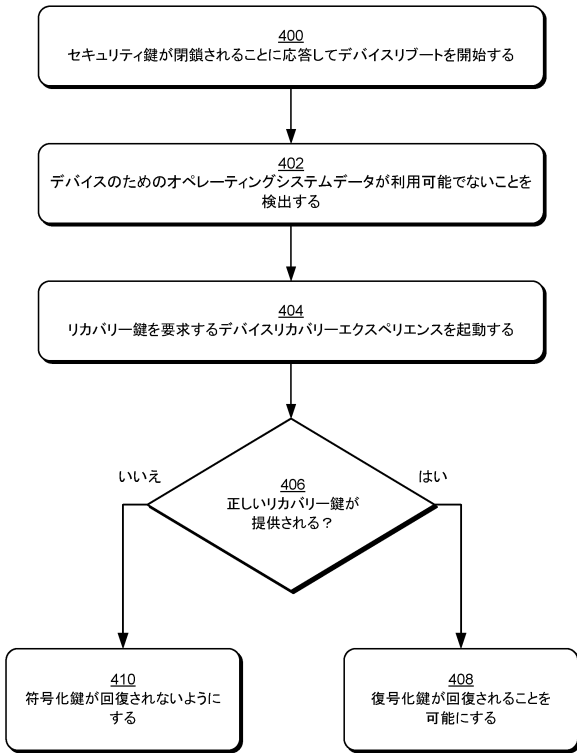 400
セキュリティ鍵が閉鎖されることに応答してデバイスリブートを開始する
402
デバイスのためのオペレーティングシステムデータが利用可能でないことを
検出する
404
リカバリー鍵を要求するデバイスリカバリーエクスペリエンスを起動する
いいえ
はい
406
正しいリカバリー鍵が
提供される?
410
符号化鍵が回復されないように
する
408
復号化鍵が回復されることを
可能にする